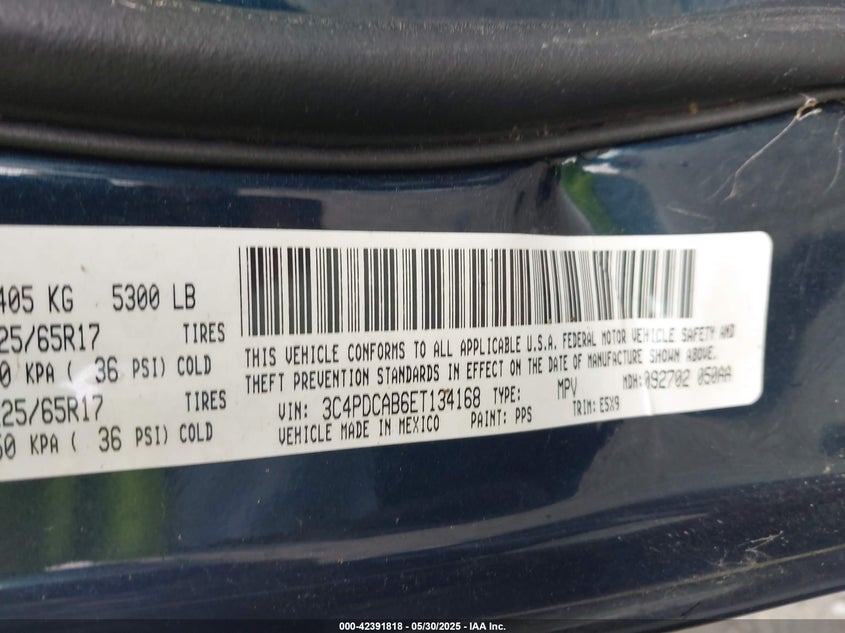 405 KG 5300 LB
25/65R17 TIRES
0 KPA ( 36 PSI) COLD
25/65R17 TIRES
50 KPA ( 36 PSI) COLD
THIS VEHICLE CONFORMS TO ALL APPLICABLE U.S.A. FEDERAL MOTOR VEHICLE SAFETY AND
THEFT PREVENTION STANDARDS IN EFFECT ON THE DATE OF MANUFACTURE SHOWN ABOVE.
VIN: 3C4PDCAB6ET134168 TYPE: MPV MDH:092702 050AA
VEHICLE MADE IN MEXICO PAINT: PPS TRIM: E5X9
000-42391818 - 05/30/2025 - IAA Inc.